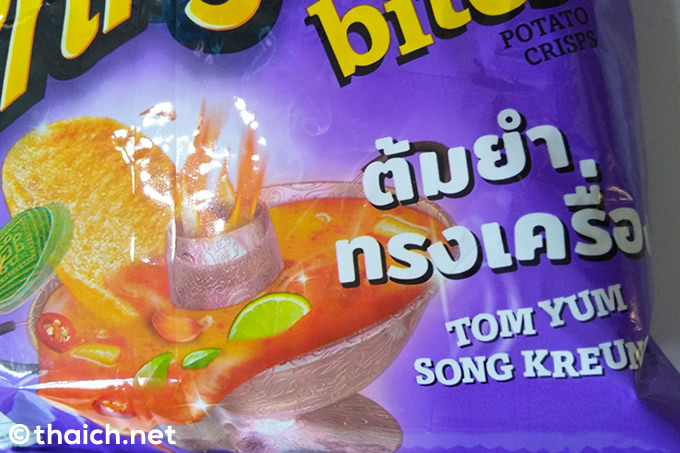 POTATO
CRISPS
ต้มยำ
ทรงเครื่อ
TOM YUM
SONG KREUN
© thaich.net